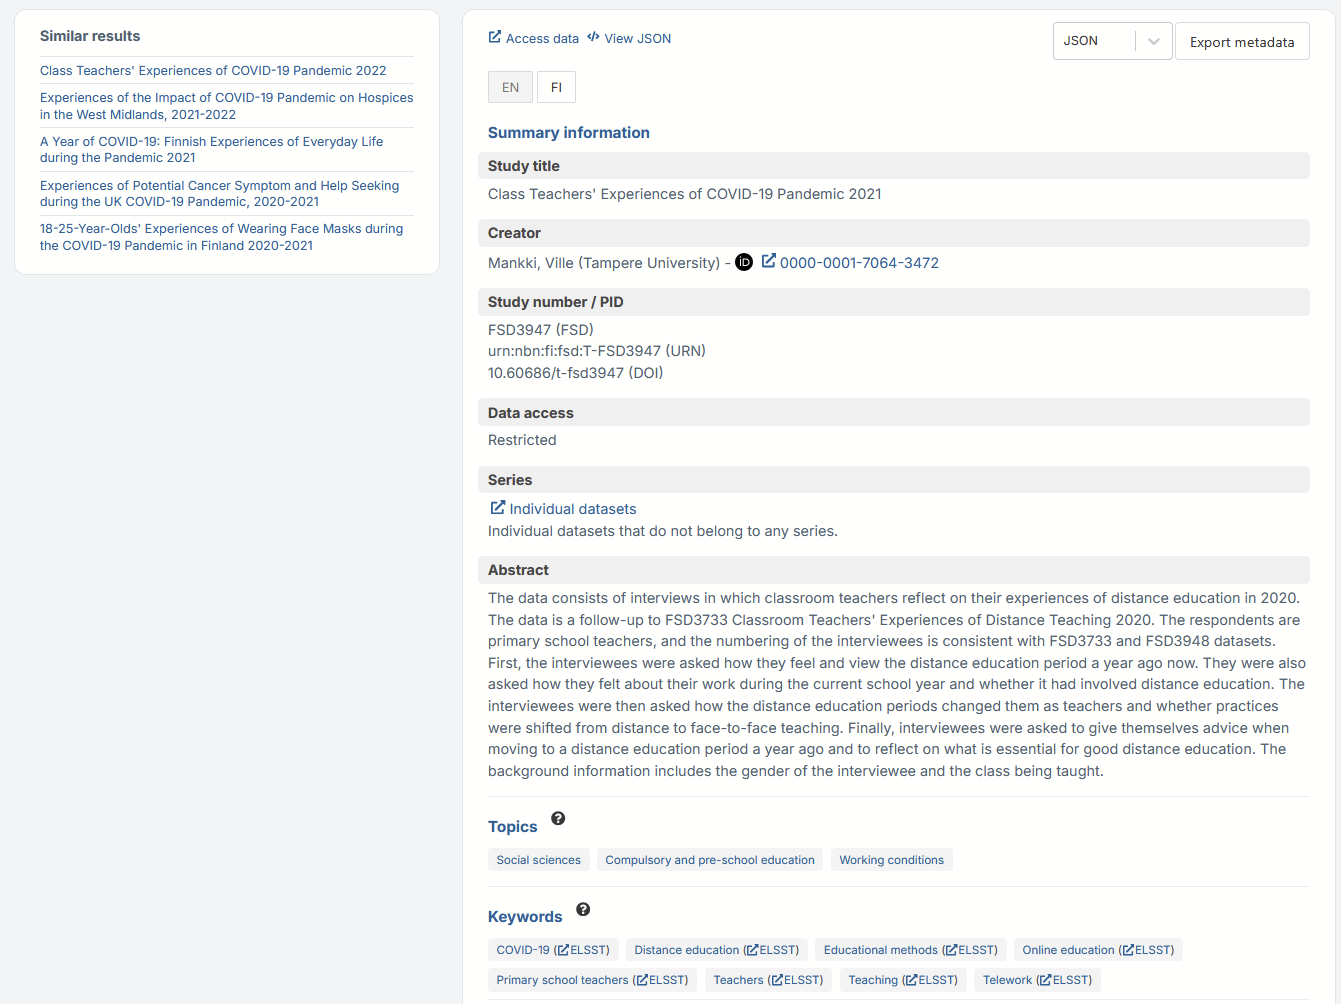 Similar results
Class Teachers' Experiences of COVID-19 Pandemic 2022
Experiences of the Impact of COVID-19 Pandemic on Hospices
in the West Midlands, 2021-2022
A Year of COVID-19: Finnish Experiences of Everyday Life
during the Pandemic 2021
Experiences of Potential Cancer Symptom and Help Seeking
during the UK COVID-19 Pandemic, 2020-2021
18-25-Year-Olds' Experiences of Wearing Face Masks during
the COVID-19 Pandemic in Finland 2020-2021
Access data </> View JSON
JSON
Export metadata
EN FI
Summary information
Study title
Class Teachers' Experiences of COVID-19 Pandemic 2021
Creator
Mankki, Ville (Tampere University) - iD 0000-0001-7064-3472
Study number / PID
FSD3947 (FSD)
urn:nbn:fi:fsd:T-FSD3947 (URN)
10.60686/t-fsd3947 (DOI)
Data access
Restricted
Series
Individual datasets
Individual datasets that do not belong to any series.
Abstract
The data consists of interviews in which classroom teachers reflect on their experiences of distance education in 2020.
The data is a follow-up to FSD3733 Classroom Teachers' Experiences of Distance Teaching 2020. The respondents are
primary school teachers, and the numbering of the interviewees is consistent with FSD3733 and FSD3948 datasets.
First, the interviewees were asked how they feel and view the distance education period a year ago now. They were also
asked how they felt about their work during the current school year and whether it had involved distance education. The
interviewees were then asked how the distance education periods changed them as teachers and whether practices
were shifted from distance to face-to-face teaching. Finally, interviewees were asked to give themselves advice when
moving to a distance education period a year ago and to reflect on what is essential for good distance education. The
background information includes the gender of the interviewee and the class being taught.
Topics ?
Social sciences Compulsory and pre-school education Working conditions
Keywords ?
COVID-19 (ELSST) Distance education (ELSST) Educational methods (ELSST) Online education (ELSST)
Primary school teachers (ELSST) Teachers (ELSST) Teaching (ELSST) Telework (ELSST)